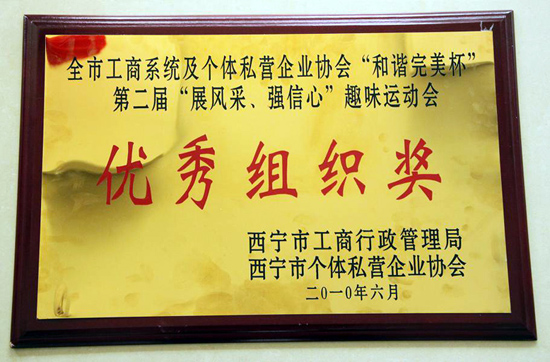 全市工商系统及个体私营企业协会“和谐完美杯”
第二届“展风采、强信心”趣味运动会
优秀组织奖
西宁市工商行政管理局
西宁市个体私营企业协会
二〇一〇年六月